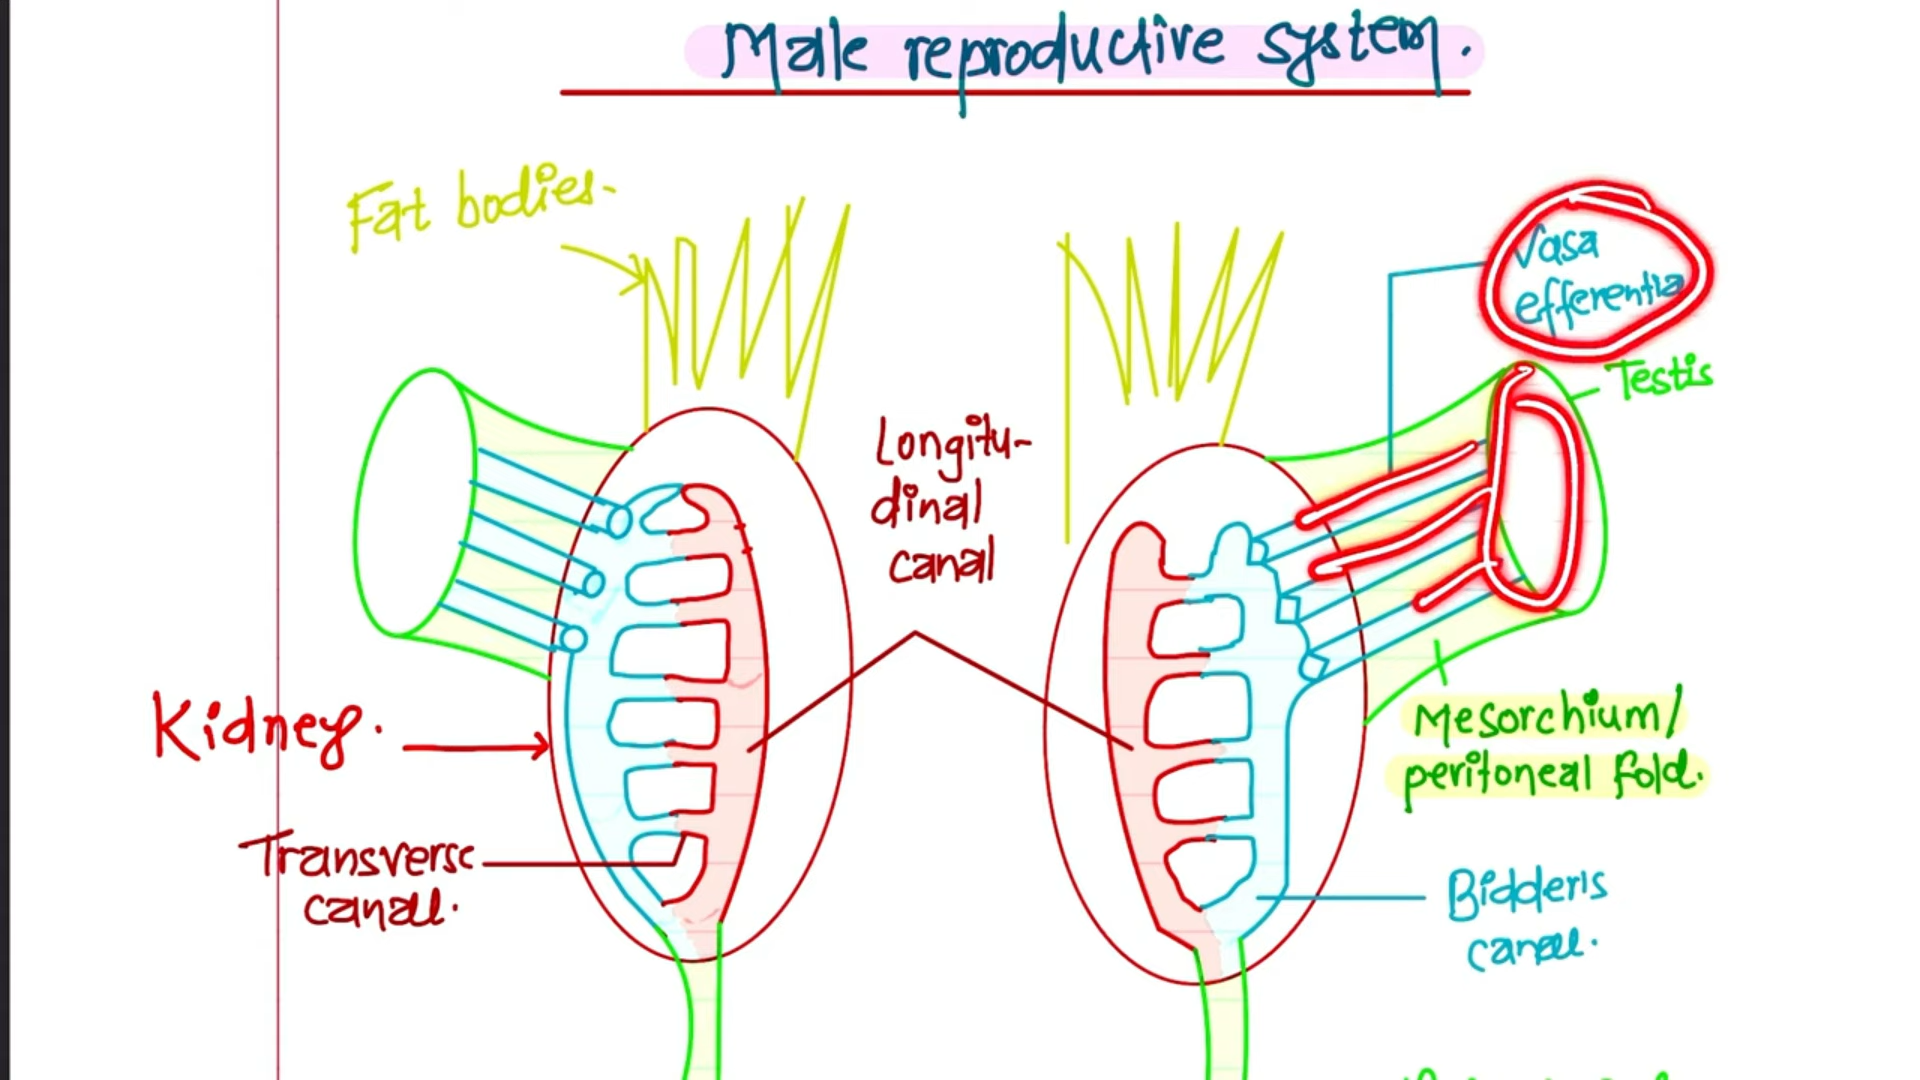 Male reproductive system.
Fat bodies.
Vasa
efferentia
Testis
Longitu-
dinal
canal
Kidney.
Mesorchium/
peritoneal fold.
Transverse
canal.
Bidder's
canal.